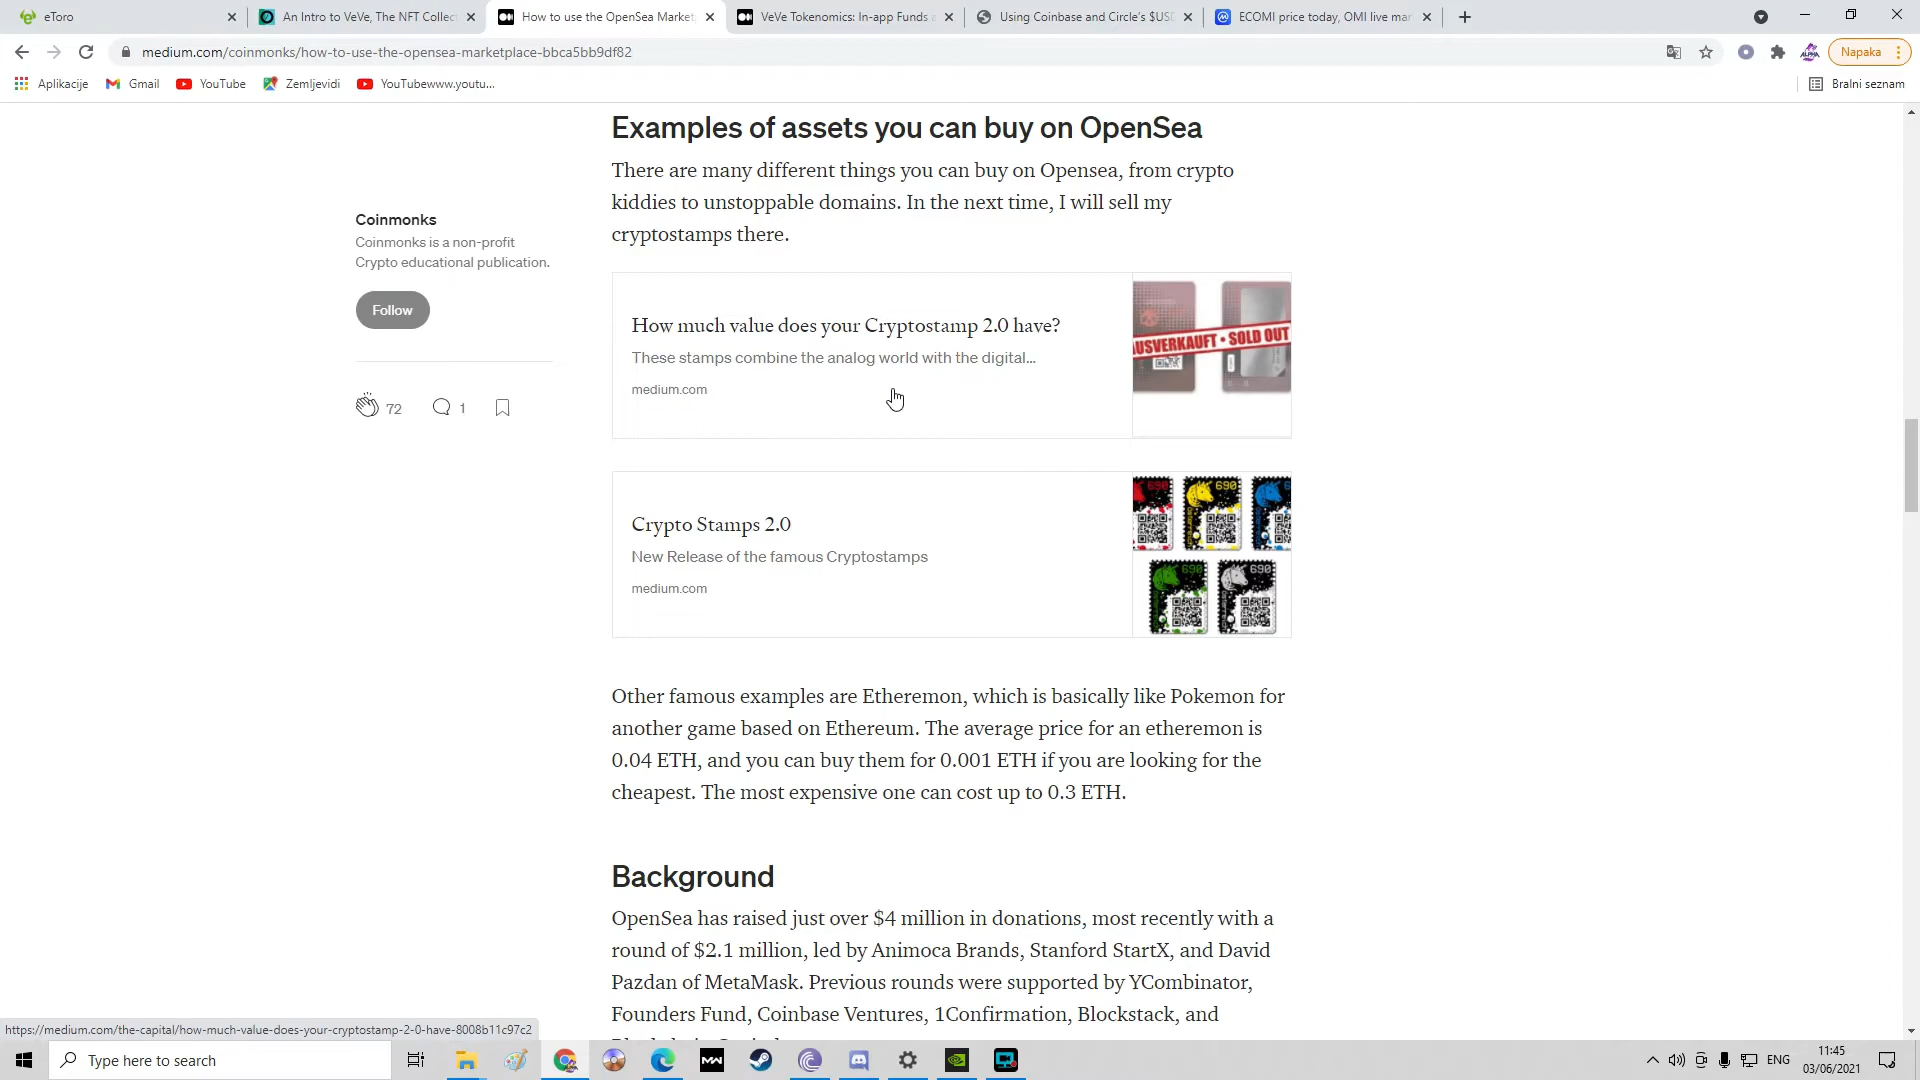 eToro
An Intro to VeVe, The NFT Collec
How to use the OpenSea Market
VeVe Tokenomics: In-app Funds a
Using Coinbase and Circle's $USD
ECOMI price today, OMI live mar
medium.com/coinmonks/how-to-use-the-opensea-marketplace-bbca5bb9df82
Napaka
Aplikacije
Gmail
YouTube
Zemljevidi
YouTubewww.youtu...
Bralni seznam
Examples of assets you can buy on OpenSea
There are many different things you can buy on Opensea, from crypto
kiddies to unstoppable domains. In the next time, I will sell my
cryptostamps there.
Coinmonks
Coinmonks is a non-profit
Crypto educational publication.
Follow
72
1
How much value does your Cryptostamp 2.0 have?
These stamps combine the analog world with the digital...
medium.com
AUSVERKAUFT • SOLD OUT
Crypto Stamps 2.0
New Release of the famous Cryptostamps
medium.com
690
690
690
Other famous examples are Etheremon, which is basically like Pokemon for
another game based on Ethereum. The average price for an etheremon is
0.04 ETH, and you can buy them for 0.001 ETH if you are looking for the
cheapest. The most expensive one can cost up to 0.3 ETH.
Background
OpenSea has raised just over $4 million in donations, most recently with a
round of $2.1 million, led by Animoca Brands, Stanford StartX, and David
Pazdan of MetaMask. Previous rounds were supported by YCombinator,
Founders Fund, Coinbase Ventures, 1Confirmation, Blockstack, and
https://medium.com/the-capital/how-much-value-does-your-cryptostamp-2-0-have-8008b11c97c2
Type here to search
ENG
11:45
03/06/2021